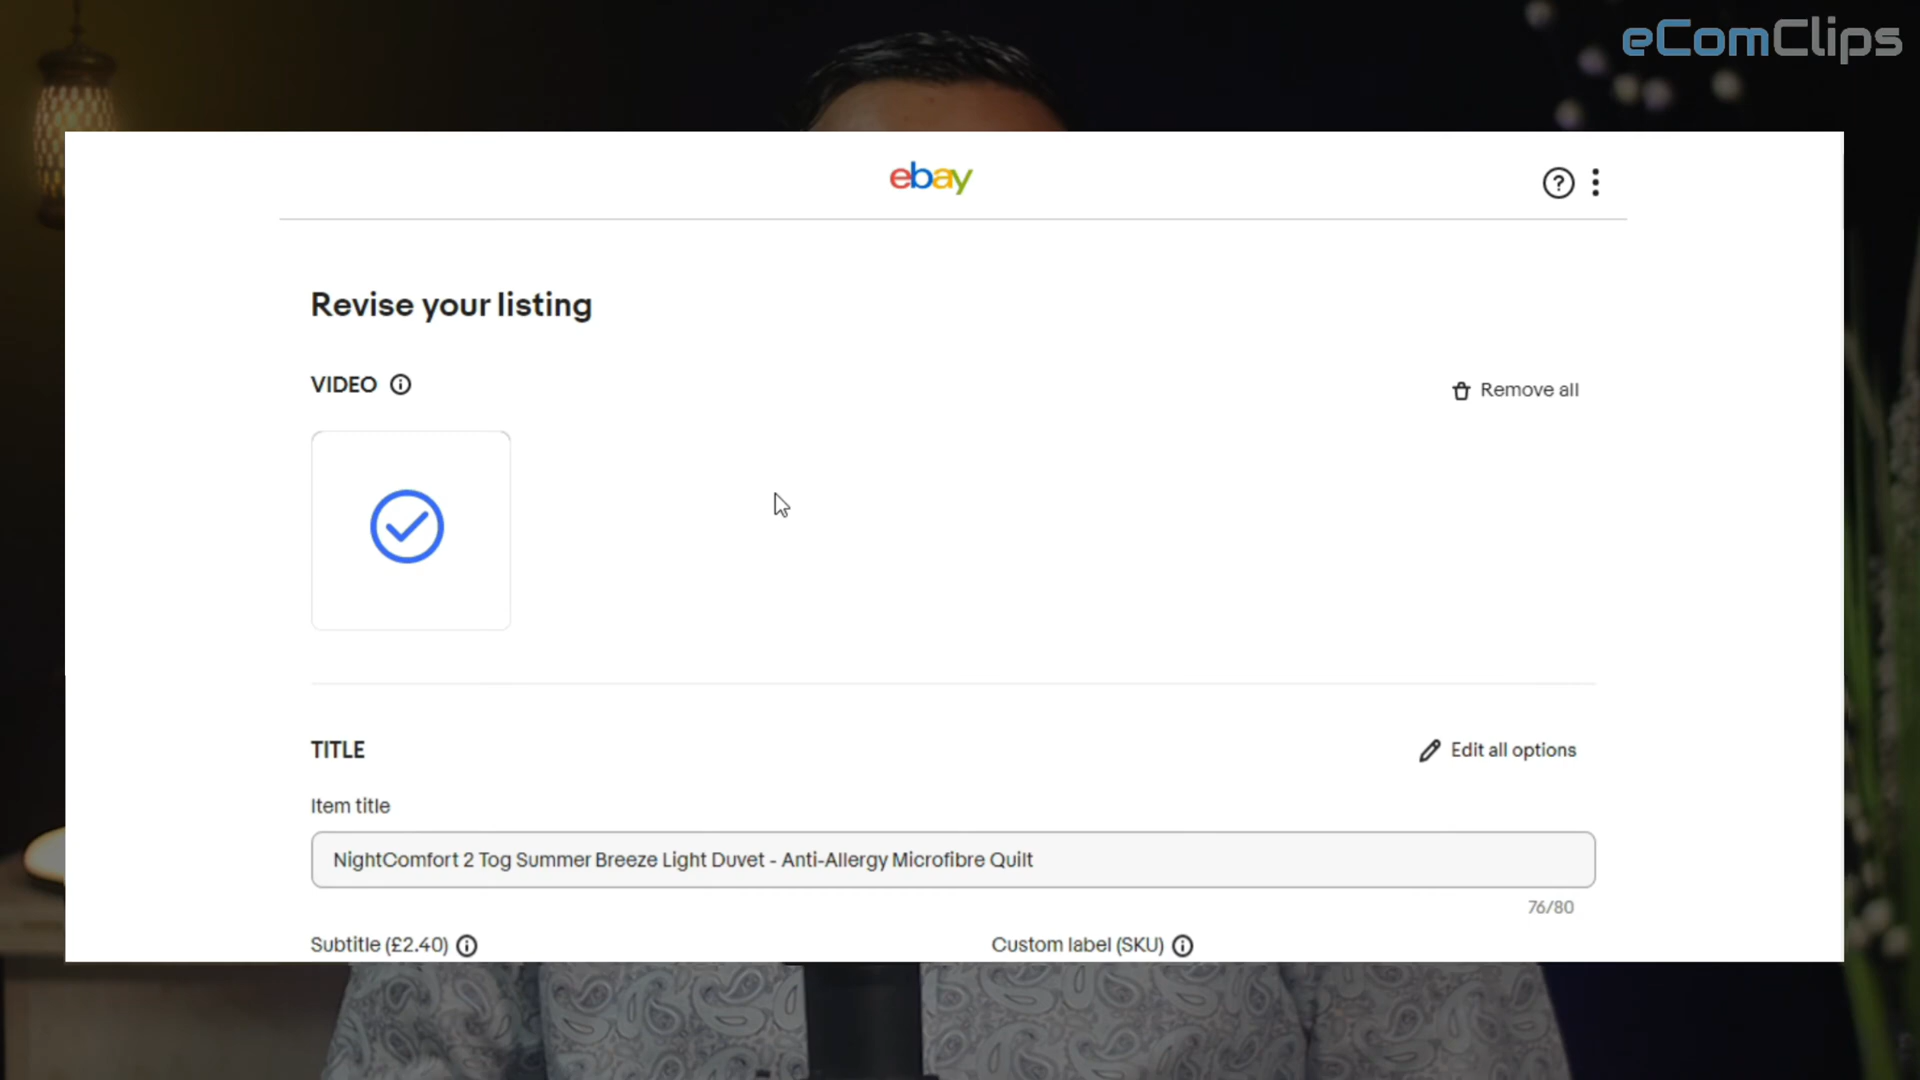 eComClips
ebay
Revise your listing
VIDEO
Remove all
TITLE
Edit all options
Item title
NightComfort 2 Tog Summer Breeze Light Duvet - Anti-Allergy Microfibre Quilt
76/80
Subtitle (£2.40)
Custom label (SKU)